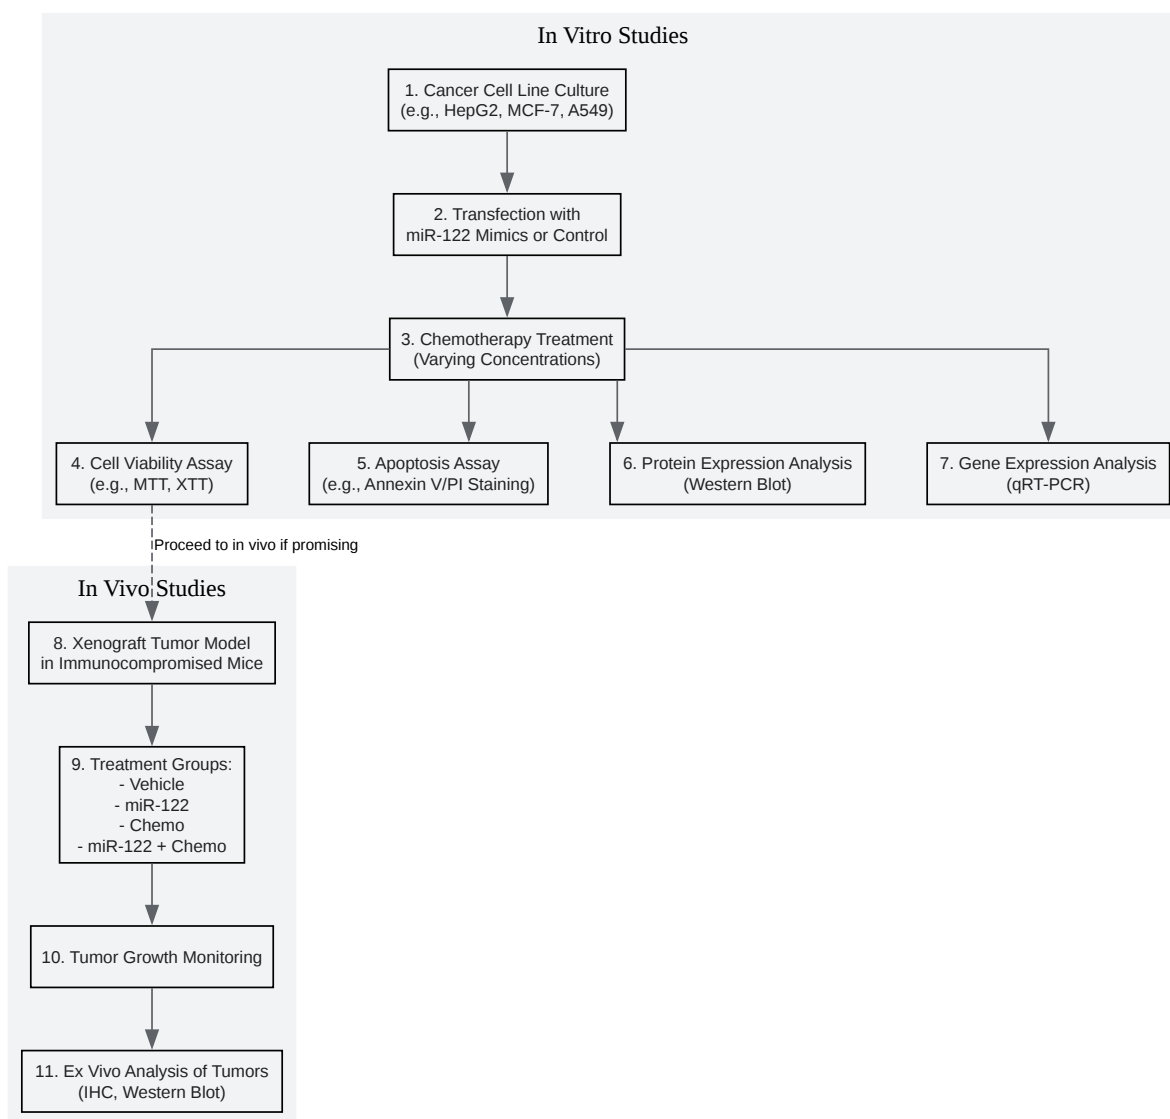 In Vitro Studies
1. Cancer Cell Line Culture
(e.g., HepG2, MCF-7, A549)
2. Transfection with
miR-122 Mimics or Control
3. Chemotherapy Treatment
(Varying Concentrations)
4. Cell Viability Assay
(e.g., MTT, XTT)
5. Apoptosis Assay
(e.g., Annexin V/PI Staining)
6. Protein Expression Analysis
(Western Blot)
7. Gene Expression Analysis
(qRT-PCR)
Proceed to in vivo if promising
In Vivo Studies
8. Xenograft Tumor Model
in Immunocompromised Mice
9. Treatment Groups:
- Vehicle
- miR-122
- Chemo
- miR-122 + Chemo
10. Tumor Growth Monitoring
11. Ex Vivo Analysis of Tumors
(IHC, Western Blot)